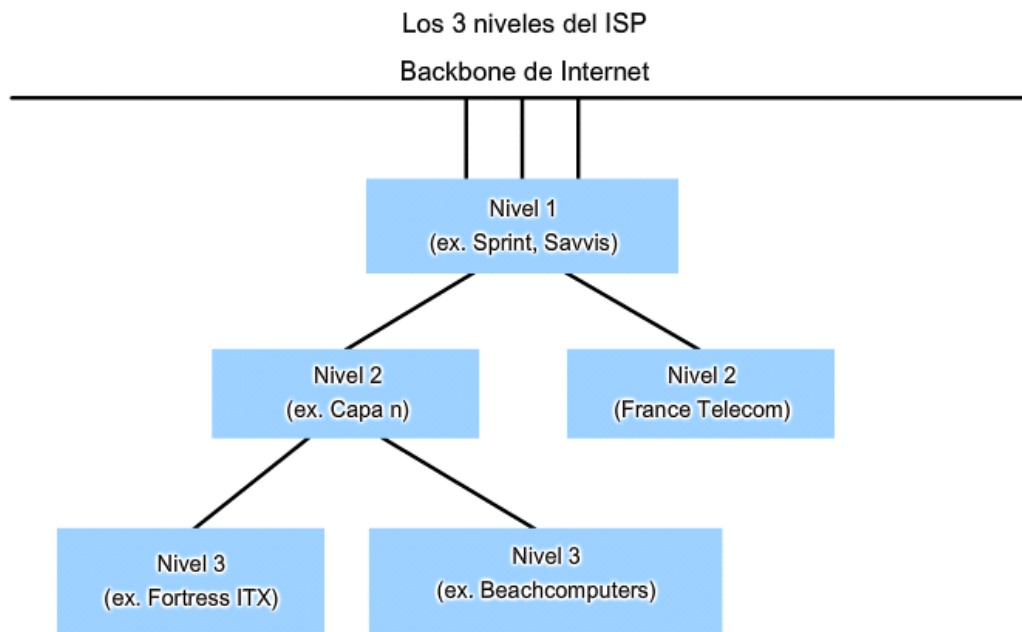 Los 3 niveles del ISP
Backbone de Internet
Nivel 1
(ex. Sprint, Savvis)
Nivel 2
(ex. Capa n)
Nivel 2
(France Telecom)
Nivel 3
(ex. Fortress ITX)
Nivel 3
(ex. Beachcomputers)